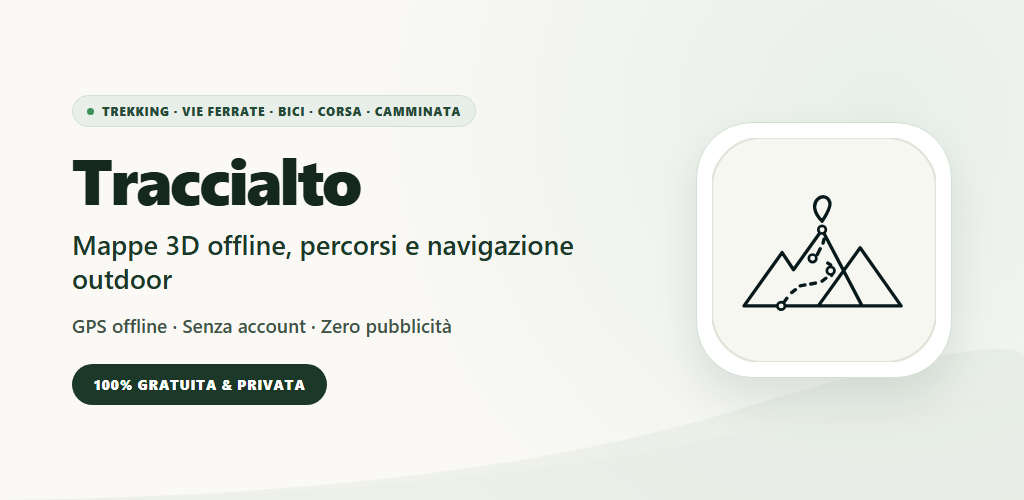 TREKKING · VIE FERRATE · BICI · CORSA · CAMMINATA
Traccialto
Mappe 3D offline, percorsi e navigazione
outdoor
GPS offline · Senza account · Zero pubblicità
100% GRATUITA & PRIVATA